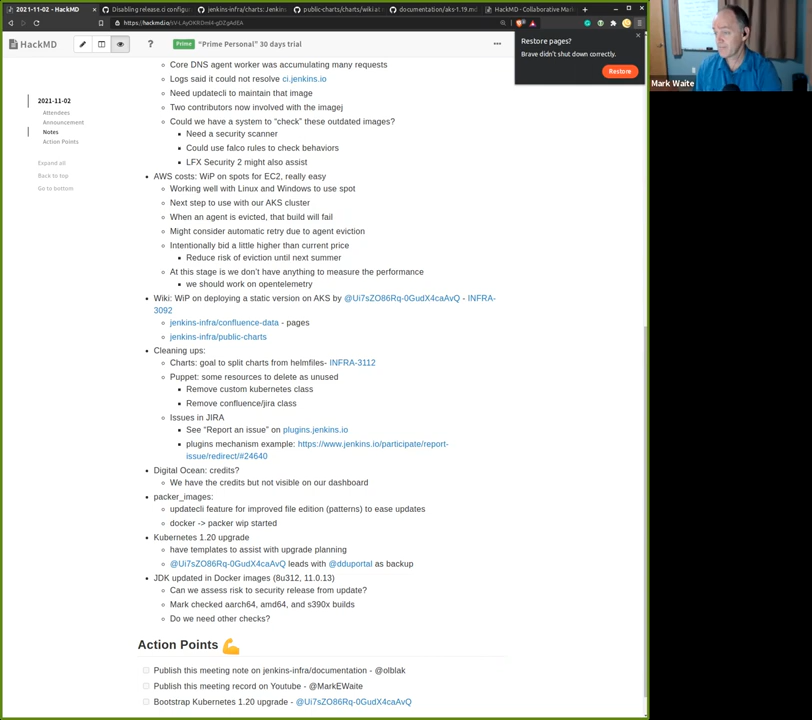 2021-11-02 - HackMD
Disabling release.ci configur
jenkins-infra/charts: Jenkin
public-charts/charts/wiki at
documentation/aks-1.19.md
HackMD - Collaborative Mar
https://hackmd.io/
HackMD
?
Prime
"Prime Personal" 30 days trial
Restore pages?
Brave didn't shut down correctly.
Restore
Mark Waite
2021-11-02
Attendees
Announcement
Notes
Action Points
Expand all
Back to top
Go to bottom
Core DNS agent worker was accumulating many requests
Logs said it could not resolve ci.jenkins.io
Need updatecli to maintain that image
Two contributors now involved with the imagej
Could we have a system to “check” these outdated images?
Need a security scanner
Could use falco rules to check behaviors
LFX Security 2 might also assist
AWS costs: WiP on spots for EC2, really easy
Working well with Linux and Windows to use spot
Next step to use with our AKS cluster
When an agent is evicted, that build will fail
Might consider automatic retry due to agent eviction
Intentionally bid a little higher than current price
Reduce risk of eviction until next summer
At this stage is we don't have anything to measure the performance
we should work on opentelemetry
Wiki: WiP on deploying a static version on AKS by @Ui7sZO86Rq-0GudX4caAvQ - INFRA-
3092
jenkins-infra/confluence-data - pages
jenkins-infra/public-charts
Cleaning ups:
Charts: goal to split charts from helmfiles- INFRA-3112
Puppet: some resources to delete as unused
Remove custom kubernetes class
Remove confluence/jira class
Issues in JIRA
See “Report an issue” on plugins.jenkins.io
plugins mechanism example: https://www.jenkins.io/participate/report-
issue/redirect/#24640
Digital Ocean: credits?
We have the credits but not visible on our dashboard
packer_images:
updatecli feature for improved file edition (patterns) to ease updates
docker -> packer wip started
Kubernetes 1.20 upgrade
have templates to assist with upgrade planning
@Ui7sZO86Rq-0GudX4caAvQ leads with @dduportal as backup
JDK updated in Docker images (8u312, 11.0.13)
Can we assess risk to security release from update?
Mark checked aarch64, amd64, and s390x builds
Do we need other checks?
Action Points 💪
Publish this meeting note on jenkins-infra/documentation - @olblak
Publish this meeting record on Youtube - @MarkEWaite
Bootstrap Kubernetes 1.20 upgrade - @Ui7sZO86Rq-0GudX4caAvQ